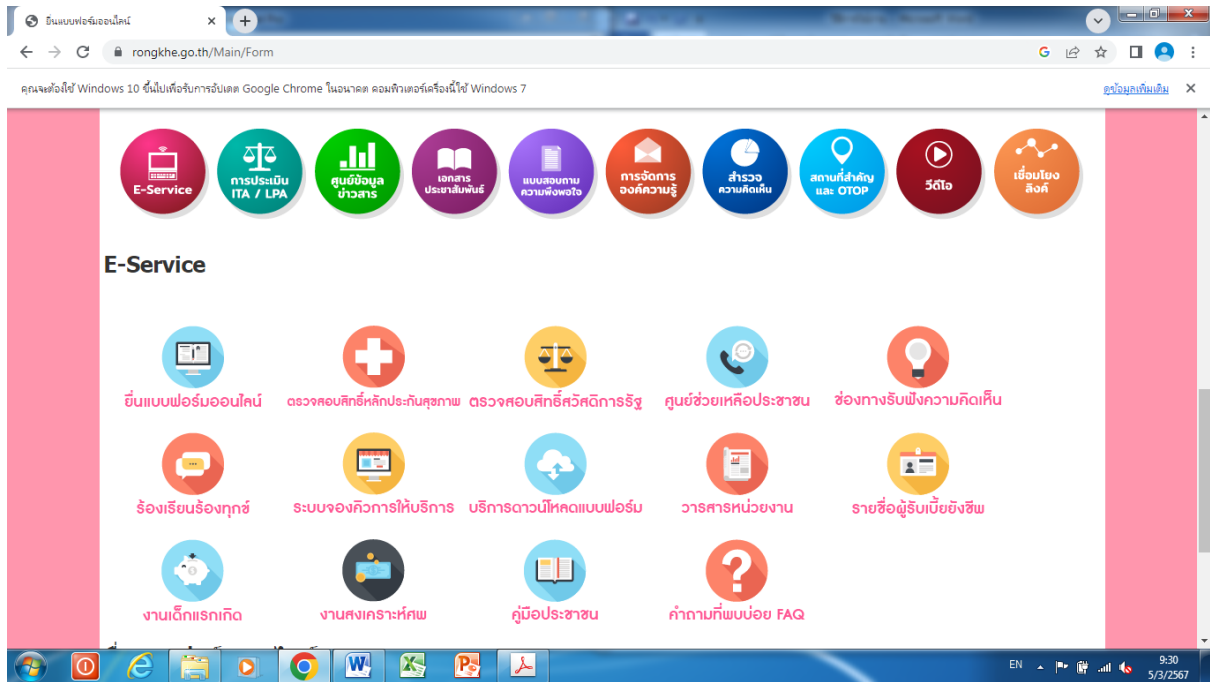 ยื่นแบบฟอร์มออนไลน์
rongkhe.go.th/Main/Form
คุณจะต้องใช้ Windows 10 ขึ้นไปเพื่อรับการอัปเดต Google Chrome ในอนาคต คอมพิวเตอร์เครื่องนี้ใช้ Windows 7
ดูข้อมูลเพิ่มเติม
E-Service
การประเมิน
ITA / LPA
ศูนย์ข้อมูล
ข่าวสาร
เอกสาร
ประชาสัมพันธ์
แบบสอบถาม
ความพึงพอใจ
การจัดการ
องค์ความรู้
สำรวจ
ความคิดเห็น
สถานที่สำคัญ
และ OTOP
วีดีโอ
เชื่อมโยง
ลิงค์
E-Service
ยื่นแบบฟอร์มออนไลน์
ตรวจสอบสิทธิ์หลักประกันสุขภาพ
ตรวจสอบสิทธิ์สวัสดิการรัฐ
ศูนย์ช่วยเหลือประชาชน
ช่องทางรับฟังความคิดเห็น
ร้องเรียนร้องทุกข์
ระบบจองคิวการให้บริการ
บริการดาวน์โหลดแบบฟอร์ม
วารสารหน่วยงาน
รายชื่อผู้รับเบี้ยยังชีพ
งานเด็กแรกเกิด
งานสงเคราะห์ศพ
คู่มือประชาชน
คำถามที่พบบ่อย FAQ
EN
9:30
5/3/2567